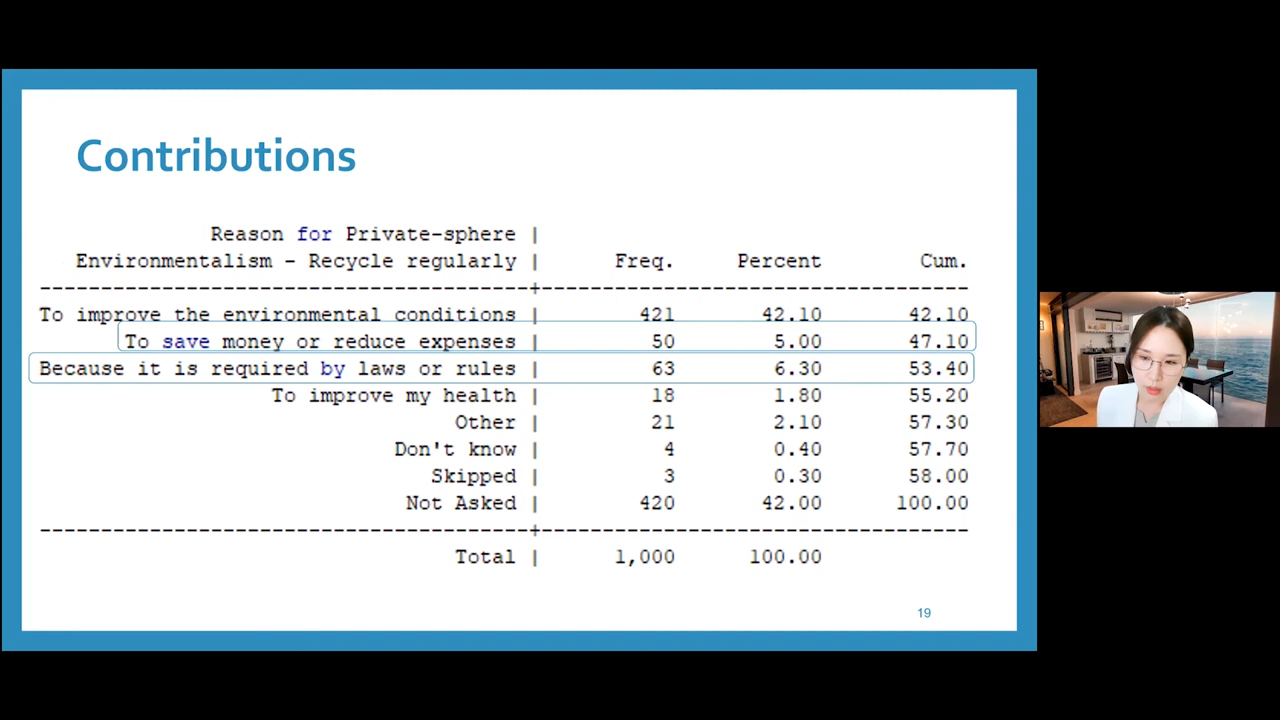 Contributions
Reason for Private-sphere |
Environmentalism - Recycle regularly | Freq. Percent Cum.
----------------------------------------+-----------------------------------
To improve the environmental conditions | 421 42.10 42.10
To save money or reduce expenses | 50 5.00 47.10
Because it is required by laws or rules | 63 6.30 53.40
To improve my health | 18 1.80 55.20
Other | 21 2.10 57.30
Don't know | 4 0.40 57.70
Skipped | 3 0.30 58.00
Not Asked | 420 42.00 100.00
----------------------------------------+-----------------------------------
Total | 1,000 100.00
19